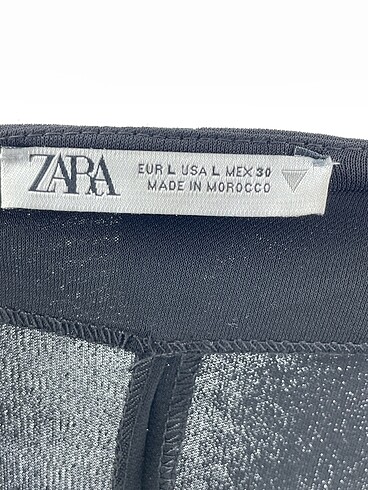 ZARA
EUR L USA L MEX 30
MADE IN MOROCCO